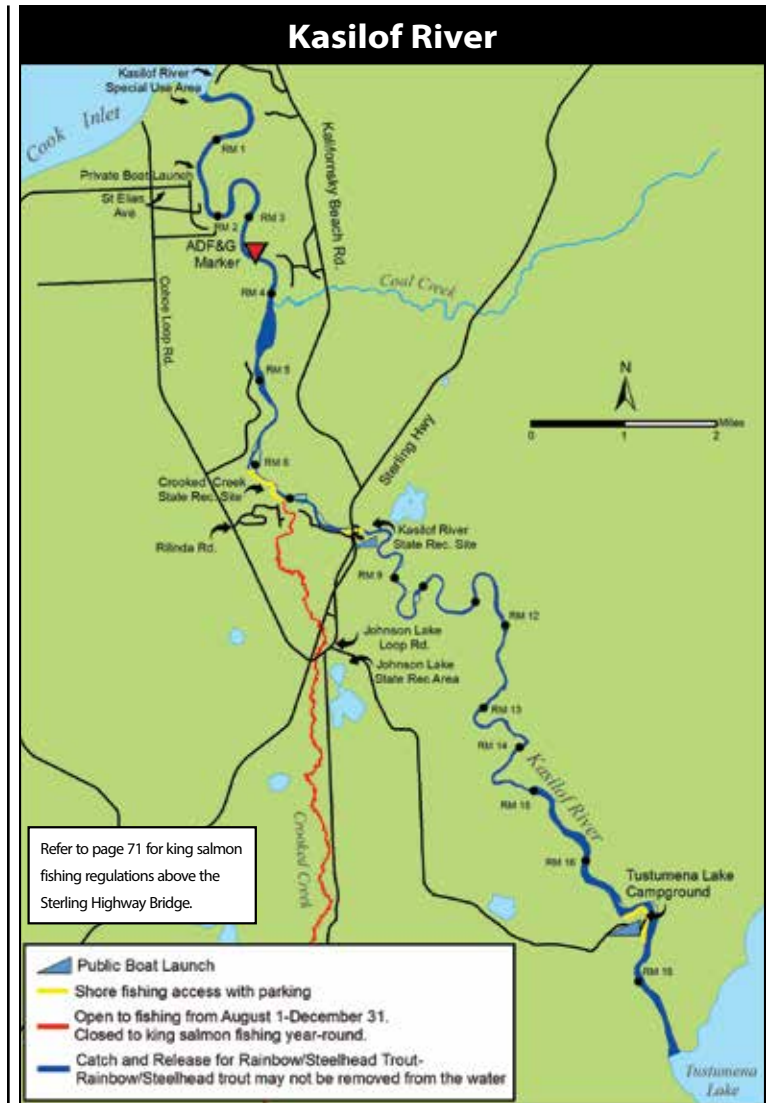 Kasilof River
Kasilof River
Special Use Area
Cook Inlet
RM 1
Kalifornsky Beach Rd.
Private Boat Launch
St Elias
Ave
RM 2
RM 3
ADF&G
Marker
Coal Creek
RM 4
Cohoe Loop Rd.
RM 5
N
0
1
2
Miles
Sterling Hwy
RM 6
Crooked Creek
State Rec. Site
Kasilof River
State Rec. Site
Rilinda Rd.
RM 9
RM 12
Johnson Lake
Loop Rd.
Johnson Lake
State Rec Area
RM 13
RM 14
Kasilof River
RM 15
RM 16
Crooked Creek
Tustumena Lake
Campground
Refer to page 71 for king salmon
fishing regulations above the
Sterling Highway Bridge.
Public Boat Launch
Shore fishing access with parking
Open to fishing from August 1-December 31.
Closed to king salmon fishing year-round.
Catch and Release for Rainbow/Steelhead Trout-
Rainbow/Steelhead trout may not be removed from the water
Tustumena
Lake